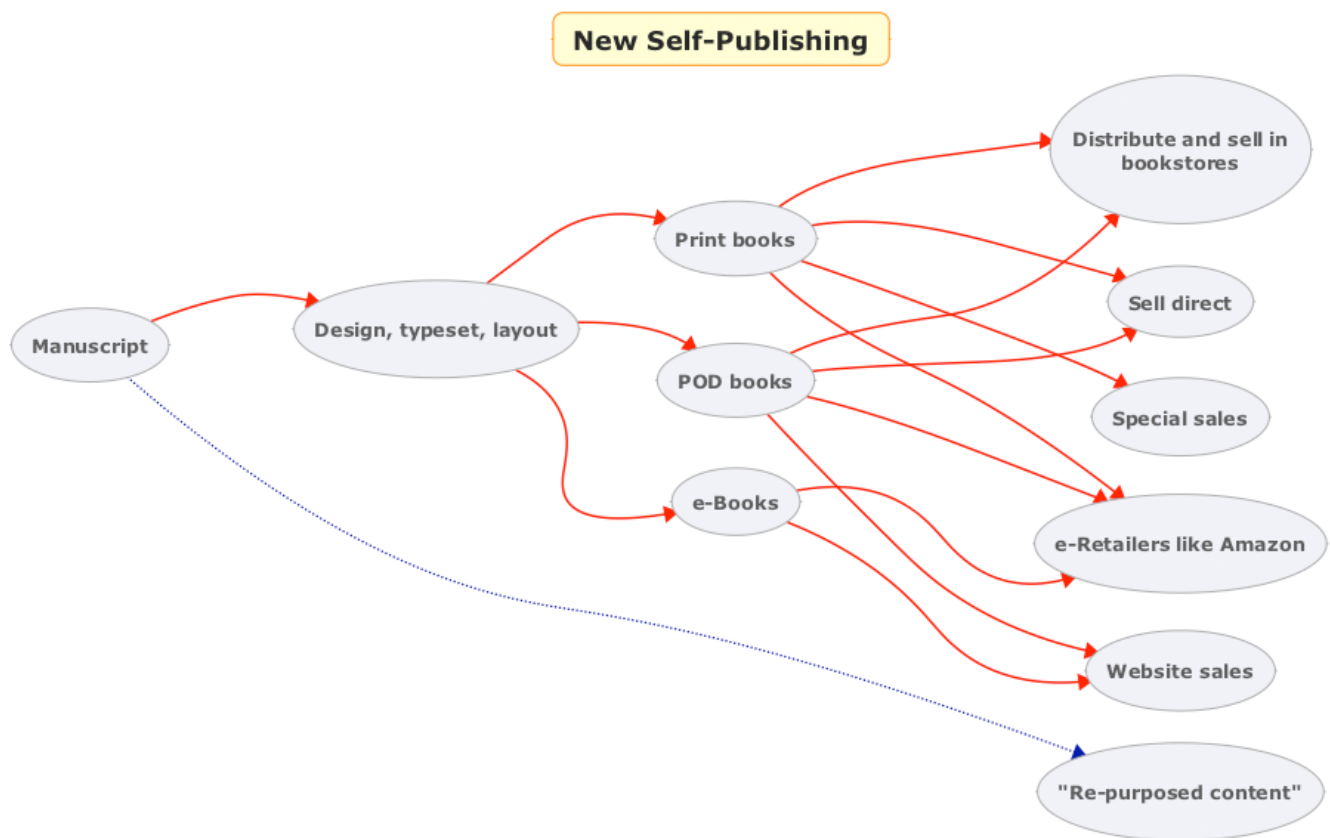 New Self-Publishing
Distribute and sell in
bookstores
Print books
Sell direct
Manuscript
Design, typeset, layout
POD books
Special sales
e-Books
e-Retailers like Amazon
Website sales
"Re-purposed content"